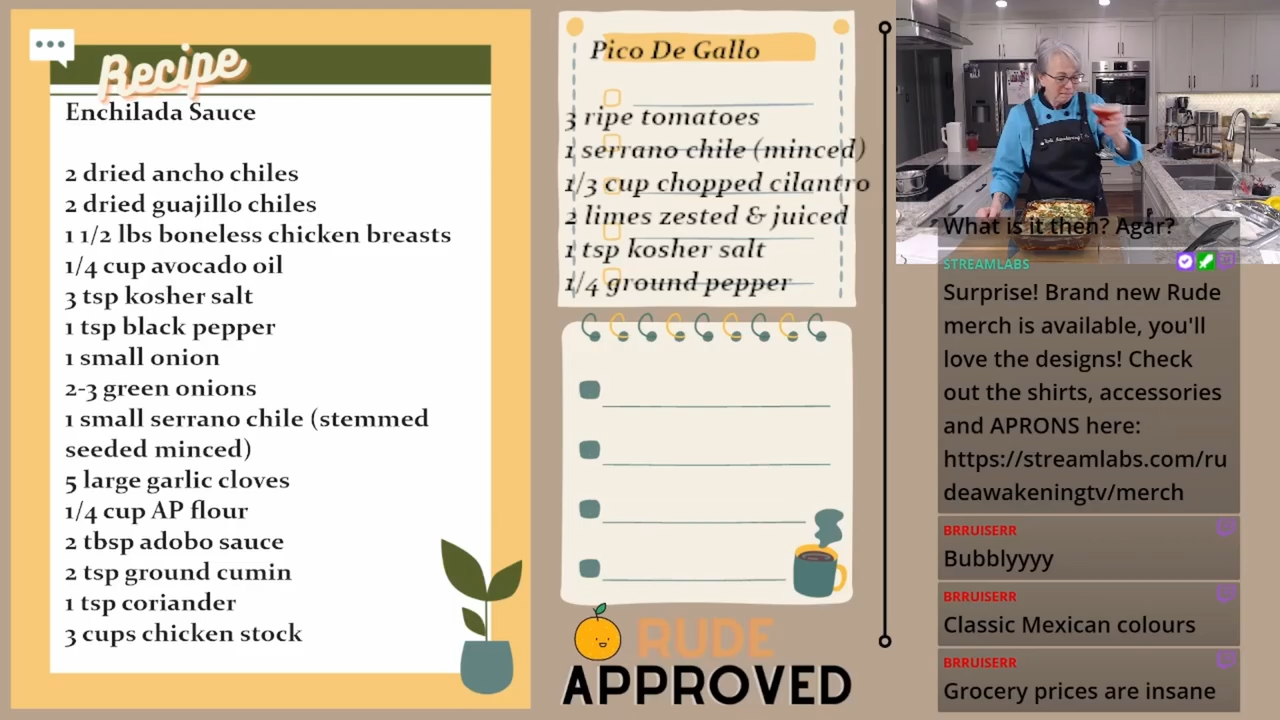 Recipe
Enchilada Sauce
2 dried ancho chiles
2 dried guajillo chiles
1 1/2 lbs boneless chicken breasts
1/4 cup avocado oil
3 tsp kosher salt
1 tsp black pepper
1 small onion
2-3 green onions
1 small serrano chile (stemmed
seeded minced)
5 large garlic cloves
1/4 cup AP flour
2 tbsp adobo sauce
2 tsp ground cumin
1 tsp coriander
3 cups chicken stock
Pico De Gallo
3 ripe tomatoes
1 serrano chile (minced)
1/3 cup chopped cilantro
2 limes zested & juiced
1 tsp kosher salt
1/4 ground pepper
RUDE
APPROVED
What is it then? Agar?
STREAMLABS
Surprise! Brand new Rude
merch is available, you'll
love the designs! Check
out the shirts, accessories
and APRONS here:
https://streamlabs.com/ru
deawakeningtv/merch
BRRUISERR
Bubblyyyy
BRRUISERR
Classic Mexican colours
BRRUISERR
Grocery prices are insane